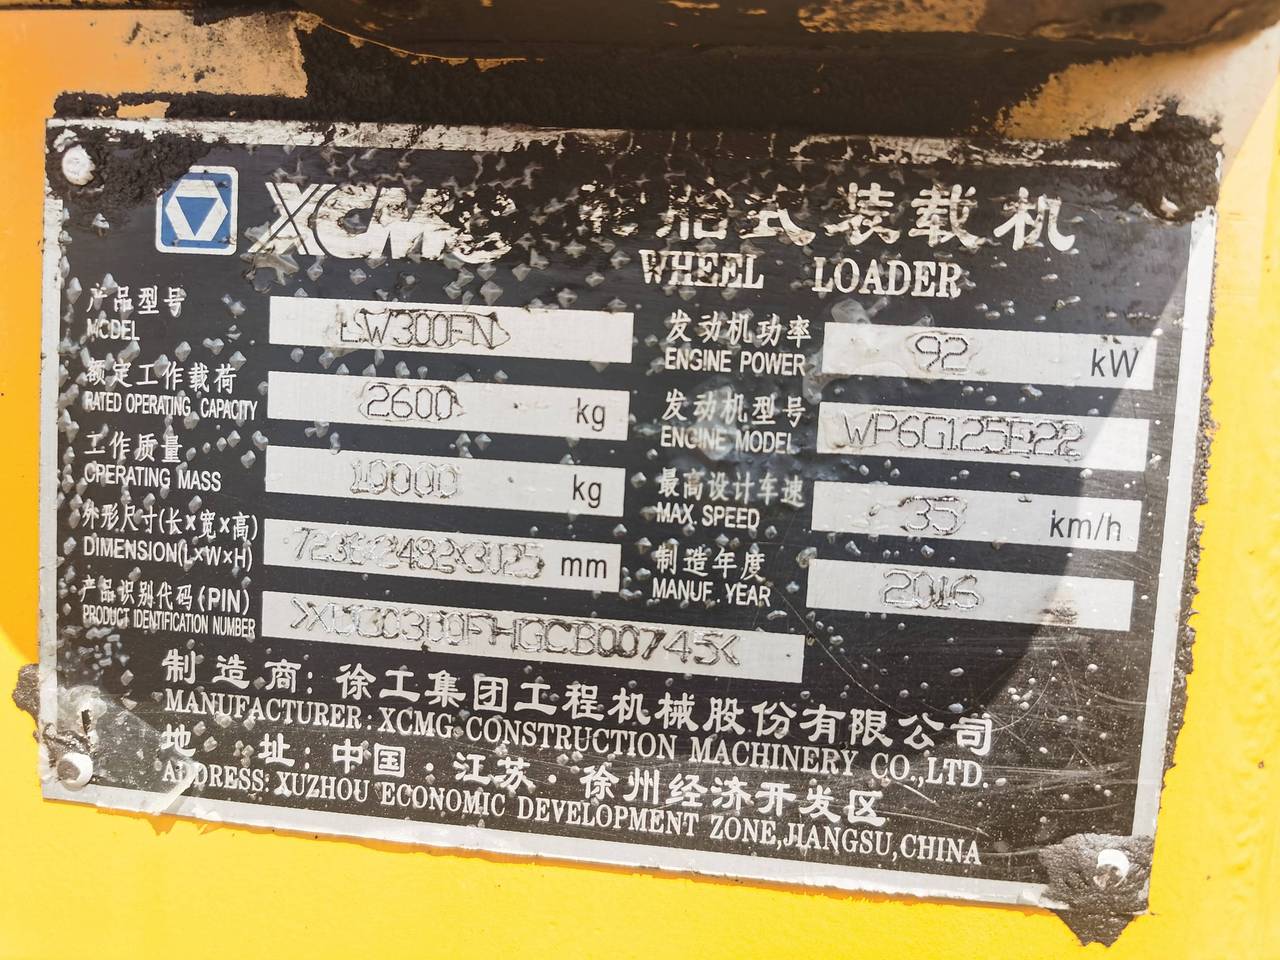 XCMG 轮胎式装载机
WHEEL LOADER
产品型号
MODEL
LW300FN
额定工作载荷
RATED OPERATING CAPACITY
2600 kg
工作质量
OPERATING MASS
10000 kg
外形尺寸(长×宽×高)
DIMENSION(L×W×H)
mm
产品识别代码(PIN)
PRODUCT IDENTIFICATION NUMBER
发动机功率
ENGINE POWER
92 kW
发动机型号
ENGINE MODEL
WP6G125E22
最高设计车速
MAX. SPEED
35 km/h
制造年度
MANUF. YEAR
2016
制造商: 徐工集团工程机械股份有限公司
MANUFACTURER: XCMG CONSTRUCTION MACHINERY CO.,LTD.
地址: 中国·江苏·徐州经济开发区
ADDRESS: XUZHOU ECONOMIC DEVELOPMENT ZONE,JIANGSU,CHINA